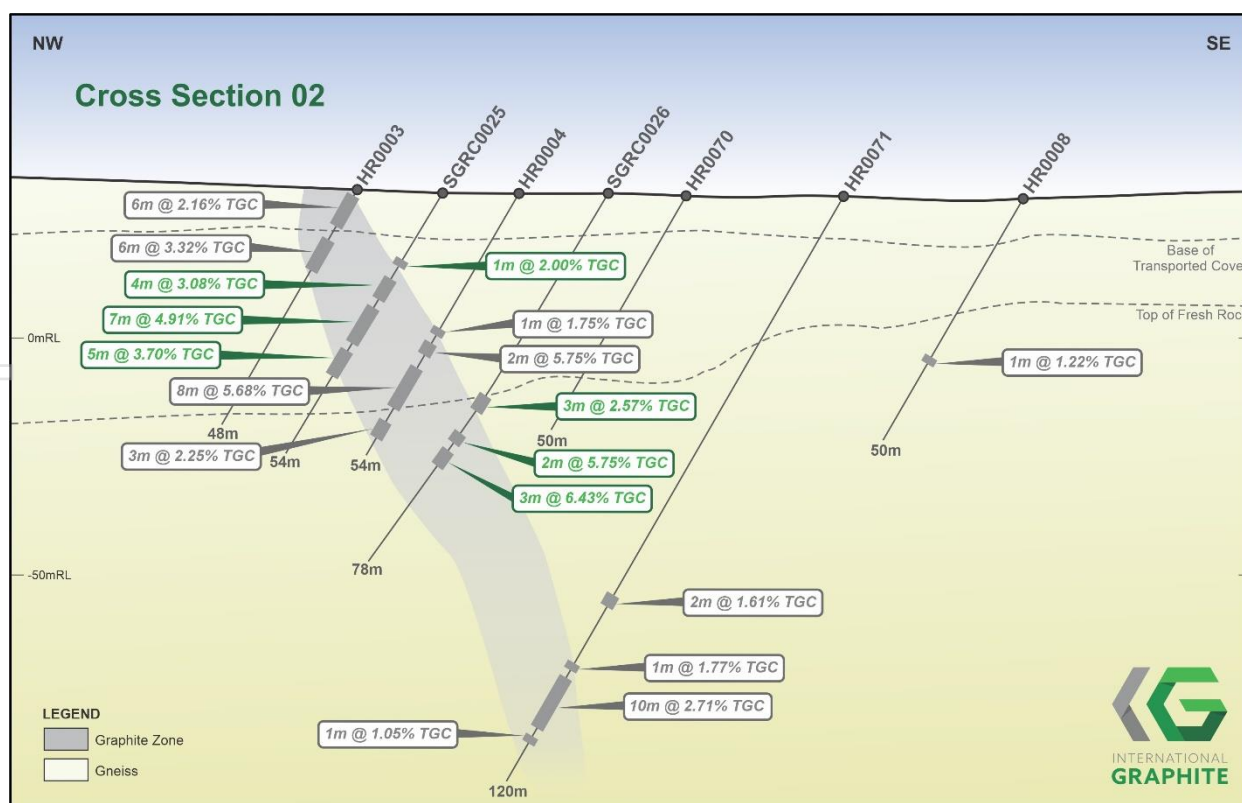 NW
SE
Cross Section 02
HR0003
SGRC0025
HR0004
SGRC0026
HR0070
HR0071
HR0008
6m @ 2.16% TGC
6m @ 3.32% TGC
Base of
Transported Cove
1m @ 2.00% TGC
4m @ 3.08% TGC
7m @ 4.91% TGC
Top of Fresh Roc
1m @ 1.75% TGC
0mRL
5m @ 3.70% TGC
2m @ 5.75% TGC
1m @ 1.22% TGC
8m @ 5.68% TGC
3m @ 2.57% TGC
48m
50m
50m
3m @ 2.25% TGC
54m
54m
2m @ 5.75% TGC
3m @ 6.43% TGC
78m
-50mRL
2m @ 1.61% TGC
1m @ 1.77% TGC
10m @ 2.71% TGC
1m @ 1.05% TGC
120m
LEGEND
Graphite Zone
Gneiss
INTERNATIONAL
GRAPHITE